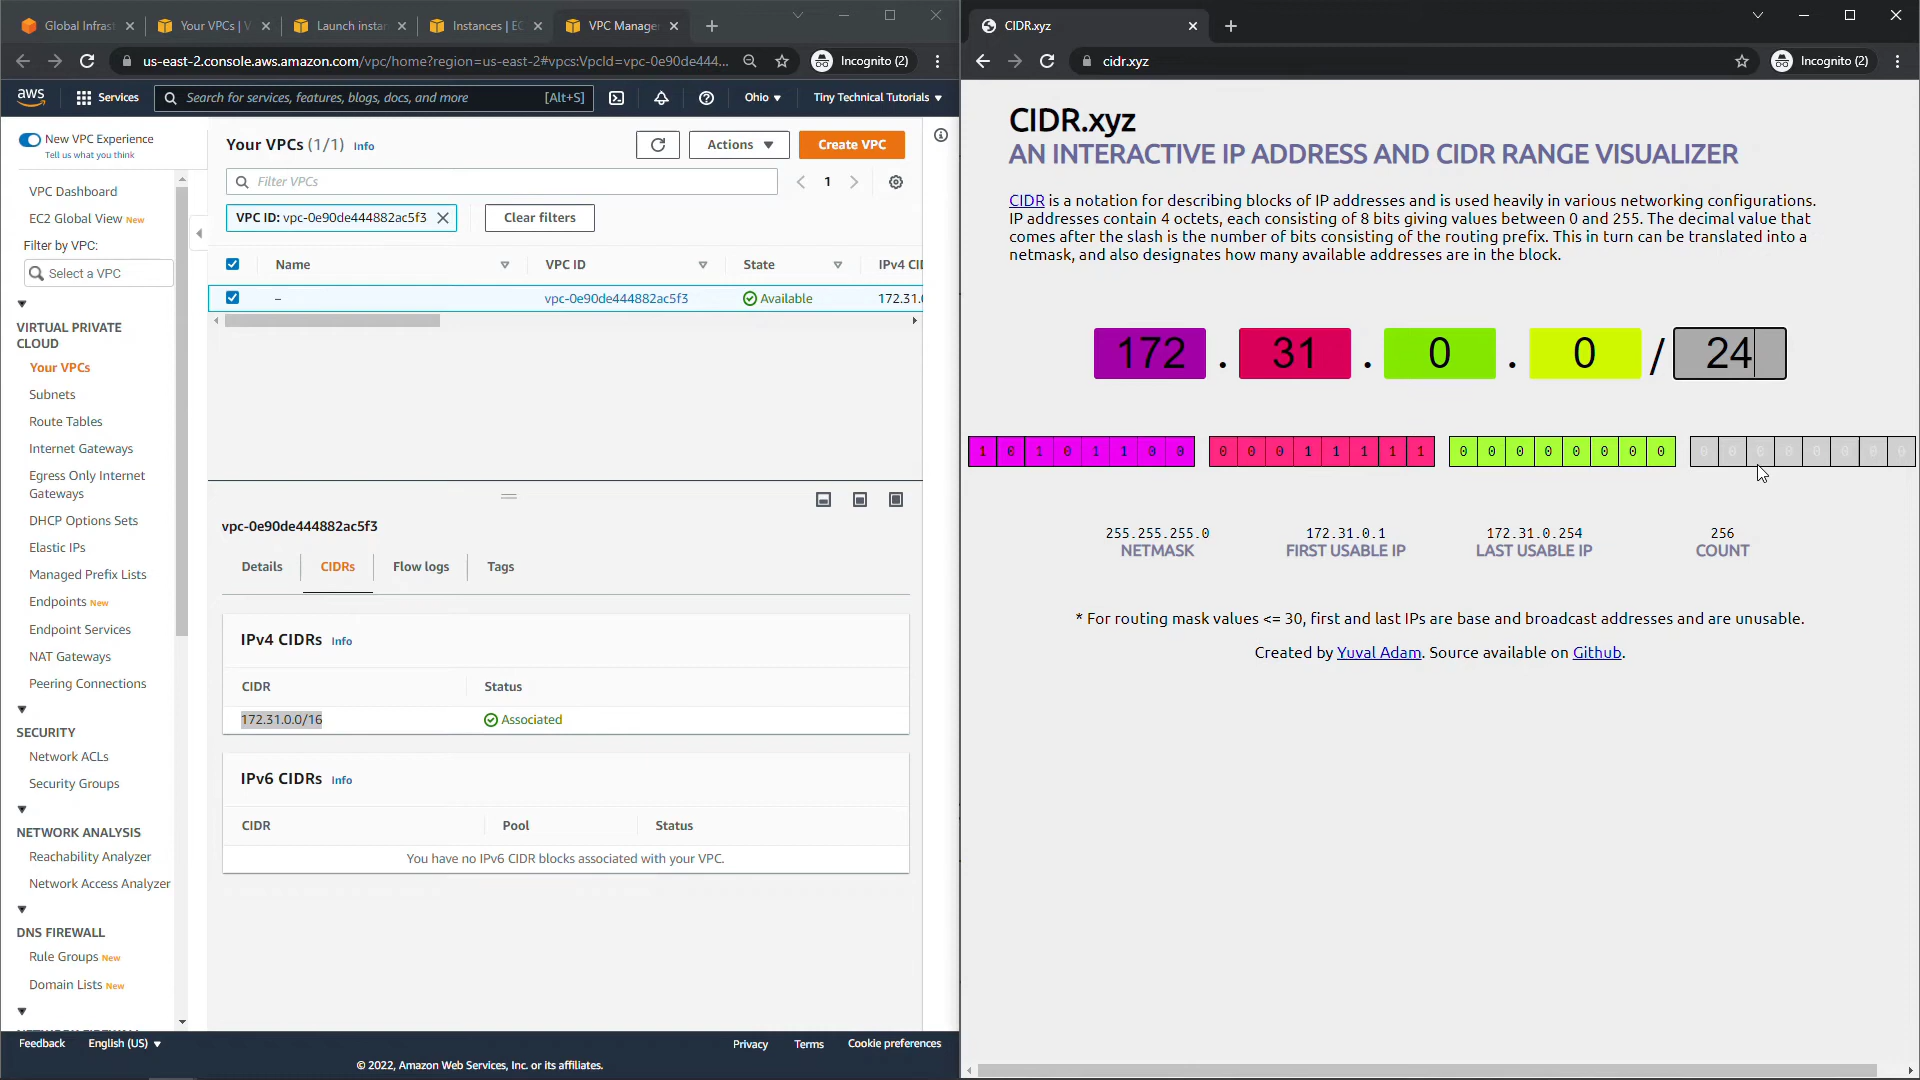 Global Infras
Your VPCs | V
Launch instan
Instances | EC
VPC Manage
us-east-2.console.aws.amazon.com/vpc/home?region=us-east-2#vpcs:VpcId=vpc-0e90de444...
Incognito (2)
aws
Services
Search for services, features, blogs, docs, and more
[Alt+S]
Ohio
Tiny Technical Tutorials
New VPC Experience
Tell us what you think
VPC Dashboard
EC2 Global View New
Filter by VPC:
Select a VPC
VIRTUAL PRIVATE
CLOUD
Your VPCs
Subnets
Route Tables
Internet Gateways
Egress Only Internet
Gateways
DHCP Options Sets
Elastic IPs
Managed Prefix Lists
Endpoints New
Endpoint Services
NAT Gateways
Peering Connections
SECURITY
Network ACLs
Security Groups
NETWORK ANALYSIS
Reachability Analyzer
Network Access Analyzer
DNS FIREWALL
Rule Groups New
Domain Lists New
Your VPCs (1/1) Info
Actions
Create VPC
Filter VPCs
1
VPC ID: vpc-0e90de444882ac5f3
Clear filters
Name
VPC ID
State
IPv4 CI
–
vpc-0e90de444882ac5f3
Available
172.31.
vpc-0e90de444882ac5f3
Details
CIDRs
Flow logs
Tags
IPv4 CIDRs Info
CIDR
Status
172.31.0.0/16
Associated
IPv6 CIDRs Info
CIDR
Pool
Status
You have no IPv6 CIDR blocks associated with your VPC.
Feedback
English (US)
Privacy
Terms
Cookie preferences
© 2022, Amazon Web Services, Inc. or its affiliates.
CIDR.xyz
cidr.xyz
Incognito (2)
CIDR.xyz
AN INTERACTIVE IP ADDRESS AND CIDR RANGE VISUALIZER
CIDR is a notation for describing blocks of IP addresses and is used heavily in various networking configurations.
IP addresses contain 4 octets, each consisting of 8 bits giving values between 0 and 255. The decimal value that
comes after the slash is the number of bits consisting of the routing prefix. This in turn can be translated into a
netmask, and also designates how many available addresses are in the block.
172 . 31 . 0 . 0 / 24
1 0 1 0 1 1 0 0 0 0 0 1 1 1 1 1 0 0 0 0 0 0 0 0 0 0 0 0 0 0 0 0
255.255.255.0
NETMASK
172.31.0.1
FIRST USABLE IP
172.31.0.254
LAST USABLE IP
256
COUNT
* For routing mask values <= 30, first and last IPs are base and broadcast addresses and are unusable.
Created by Yuval Adam. Source available on Github.